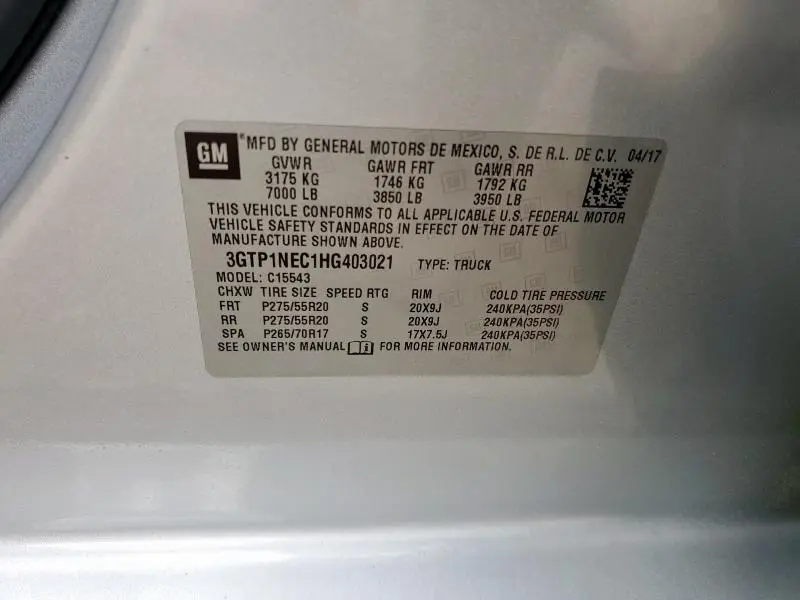 GM
MFD BY GENERAL MOTORS DE MEXICO, S. DE R.L. DE C.V. 04/17
GVWR GAWR FRT GAWR RR
3175 KG 1746 KG 1792 KG
7000 LB 3850 LB 3950 LB
THIS VEHICLE CONFORMS TO ALL APPLICABLE U.S. FEDERAL MOTOR
VEHICLE SAFETY STANDARDS IN EFFECT ON THE DATE OF
MANUFACTURE SHOWN ABOVE.
3GTP1NEC1HG403021 TYPE: TRUCK
MODEL: C15543
CHXW TIRE SIZE SPEED RTG RIM COLD TIRE PRESSURE
FRT P275/55R20 S 20X9J 240KPA(35PSI)
RR P275/55R20 S 20X9J 240KPA(35PSI)
SPA P265/70R17 S 17X7.5J 240KPA(35PSI)
SEE OWNER'S MANUAL FOR MORE INFORMATION.